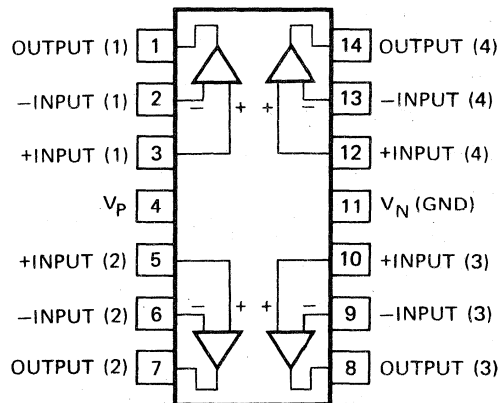 OUTPUT (1) 1 14 OUTPUT (4)
−INPUT (1) 2 − + + − 13 −INPUT (4)
+INPUT (1) 3 12 +INPUT (4)
VP 4 11 VN (GND)
+INPUT (2) 5 10 +INPUT (3)
−INPUT (2) 6 − + + − 9 −INPUT (3)
OUTPUT (2) 7 8 OUTPUT (3)